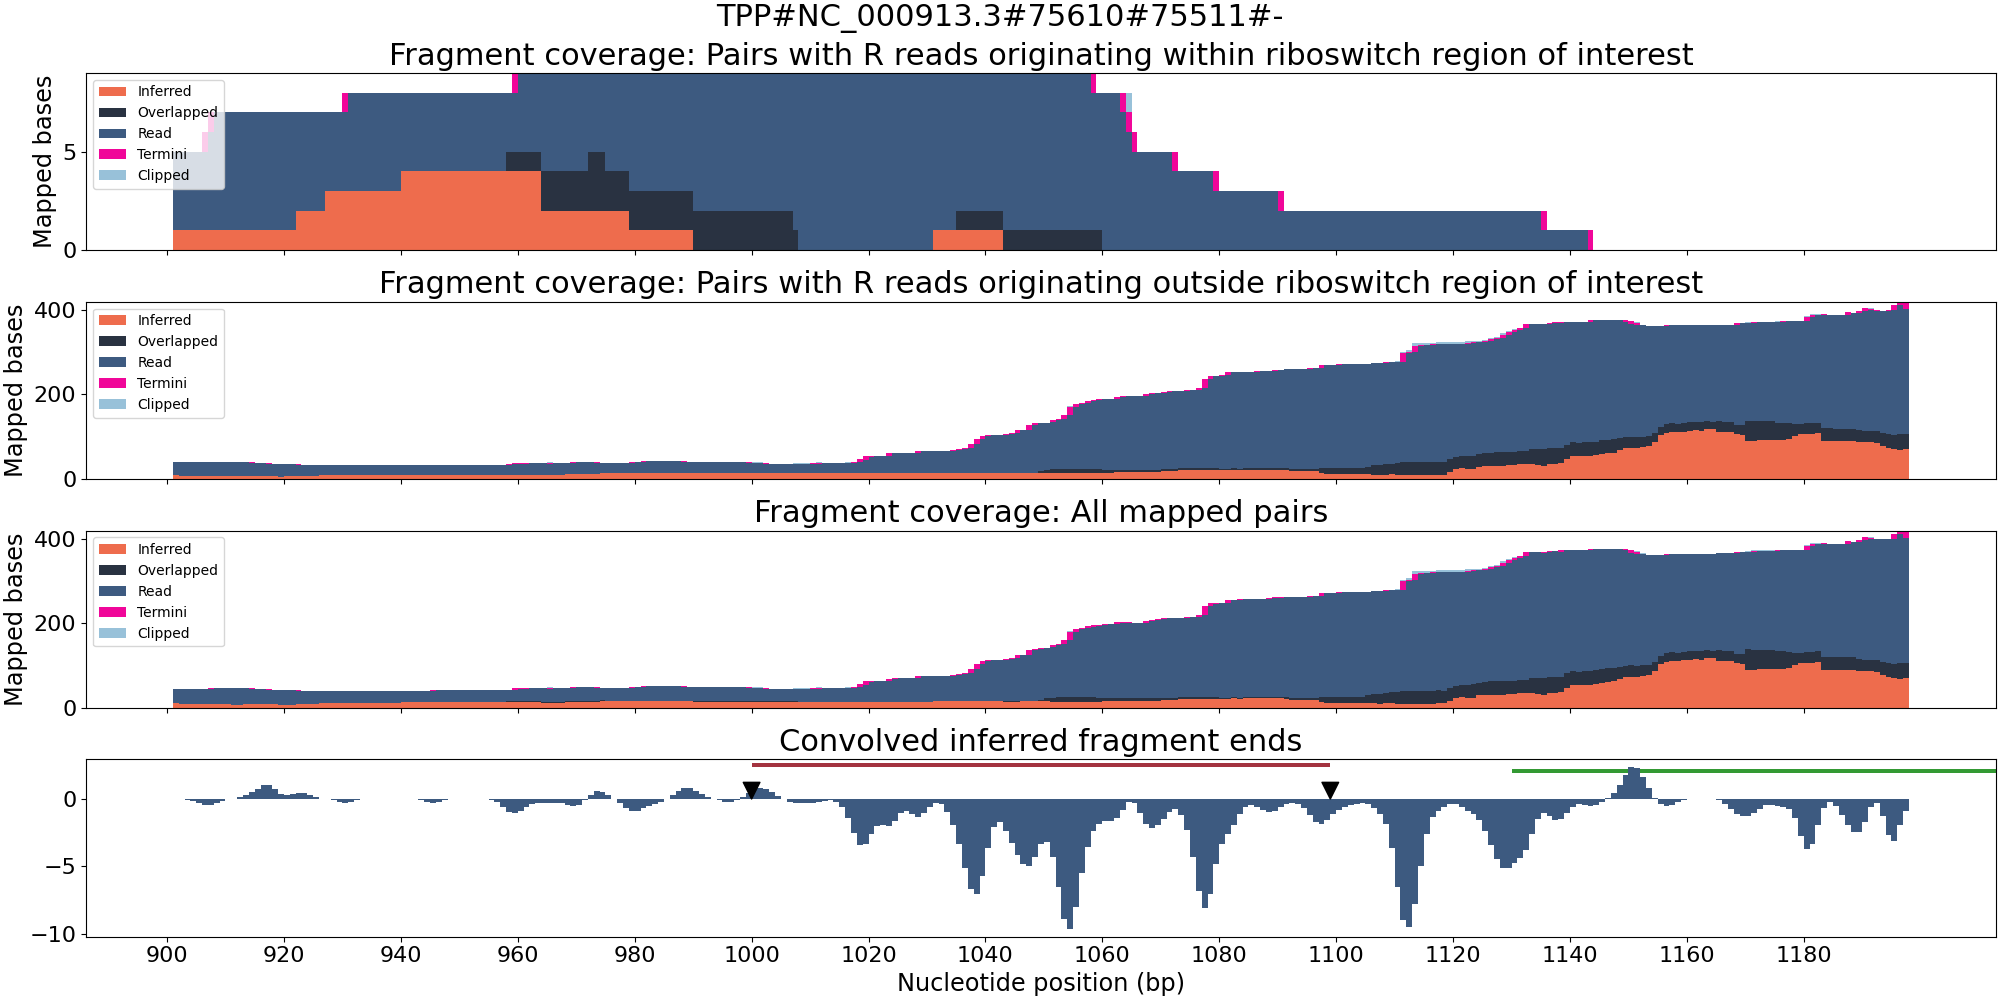 TPP#NC_000913.3#75610#75511#-
Fragment coverage: Pairs with R reads originating within riboswitch region of interest
Mapped bases
5
0
Inferred
Overlapped
Read
Termini
Clipped
Fragment coverage: Pairs with R reads originating outside riboswitch region of interest
Mapped bases
400
200
0
Inferred
Overlapped
Read
Termini
Clipped
Fragment coverage: All mapped pairs
Mapped bases
400
200
0
Inferred
Overlapped
Read
Termini
Clipped
Convolved inferred fragment ends
0
−5
−10
900 920 940 960 980 1000 1020 1040 1060 1080 1100 1120 1140 1160 1180
Nucleotide position (bp)